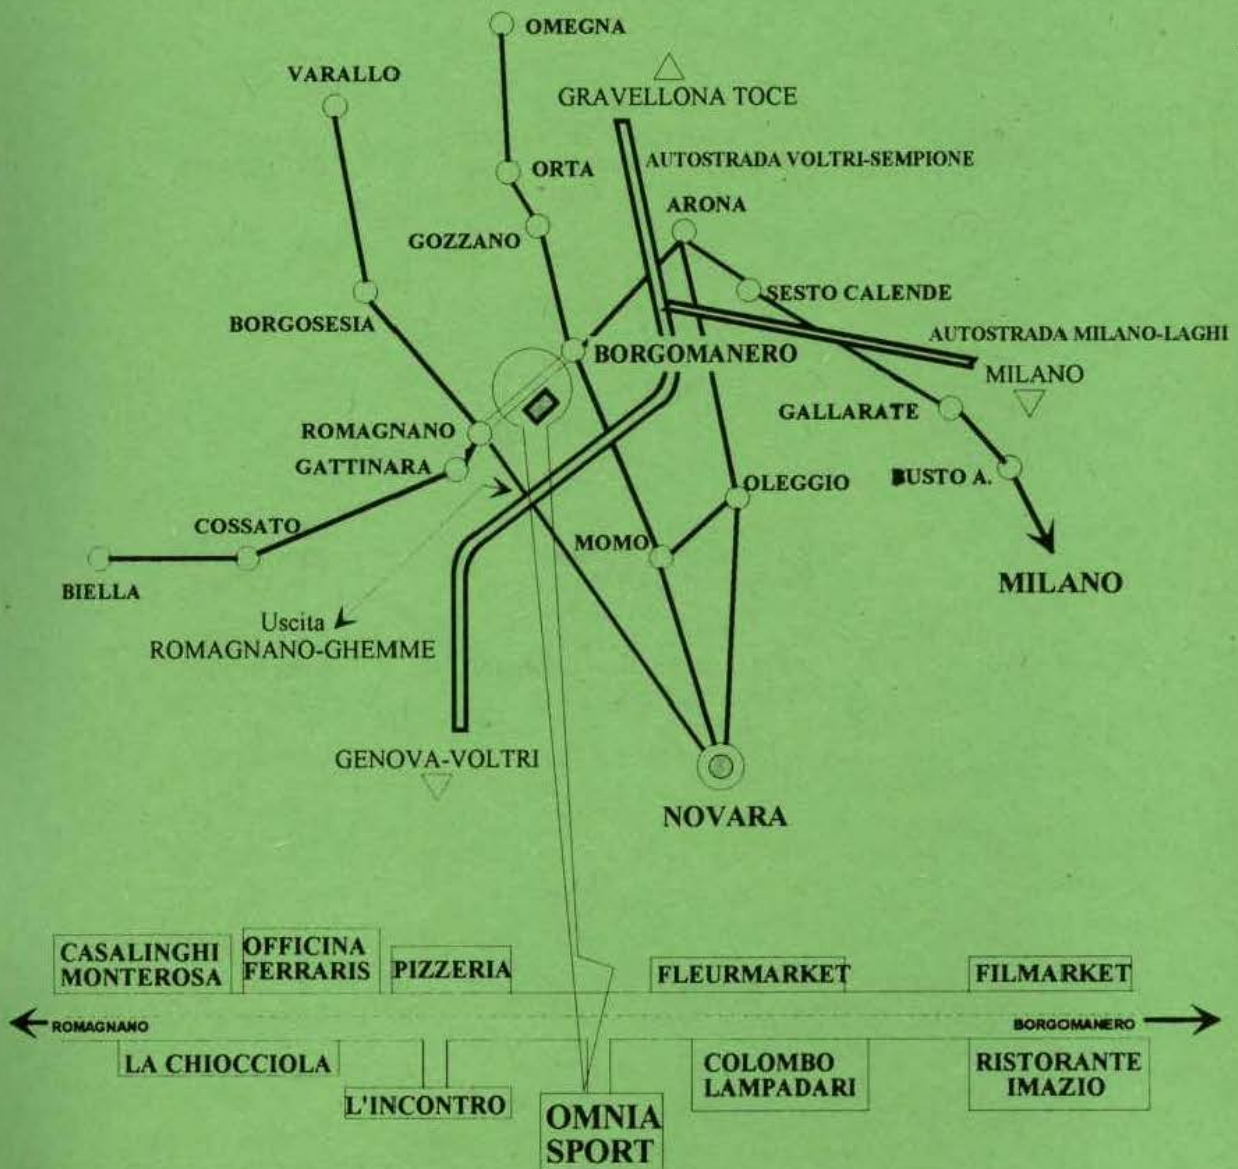 OMEGNA
VARALLO
GRAVELLONA TOCE
AUTOSTRADA VOLTRI-SEMPIONE
ORTA
ARONA
GOZZANO
SESTO CALENDE
BORGOSESIA
AUTOSTRADA MILANO-LAGHI
BORGOMANERO
MILANO
GALLARATE
ROMAGNANO
GATTINARA
BUSTO A.
OLEGGIO
COSSATO
MOMO
BIELLA
MILANO
Uscita
ROMAGNANO-GHEMME
GENOVA-VOLTRI
NOVARA
CASALINGHI
MONTEROSA
OFFICINA
FERRARIS
PIZZERIA
FLEURMARKET
FILMARKET
ROMAGNANO
BORGOMANERO
LA CHIOCCIOLA
L'INCONTRO
OMNIA
SPORT
COLOMBO
LAMPADARI
RISTORANTE
IMAZIO